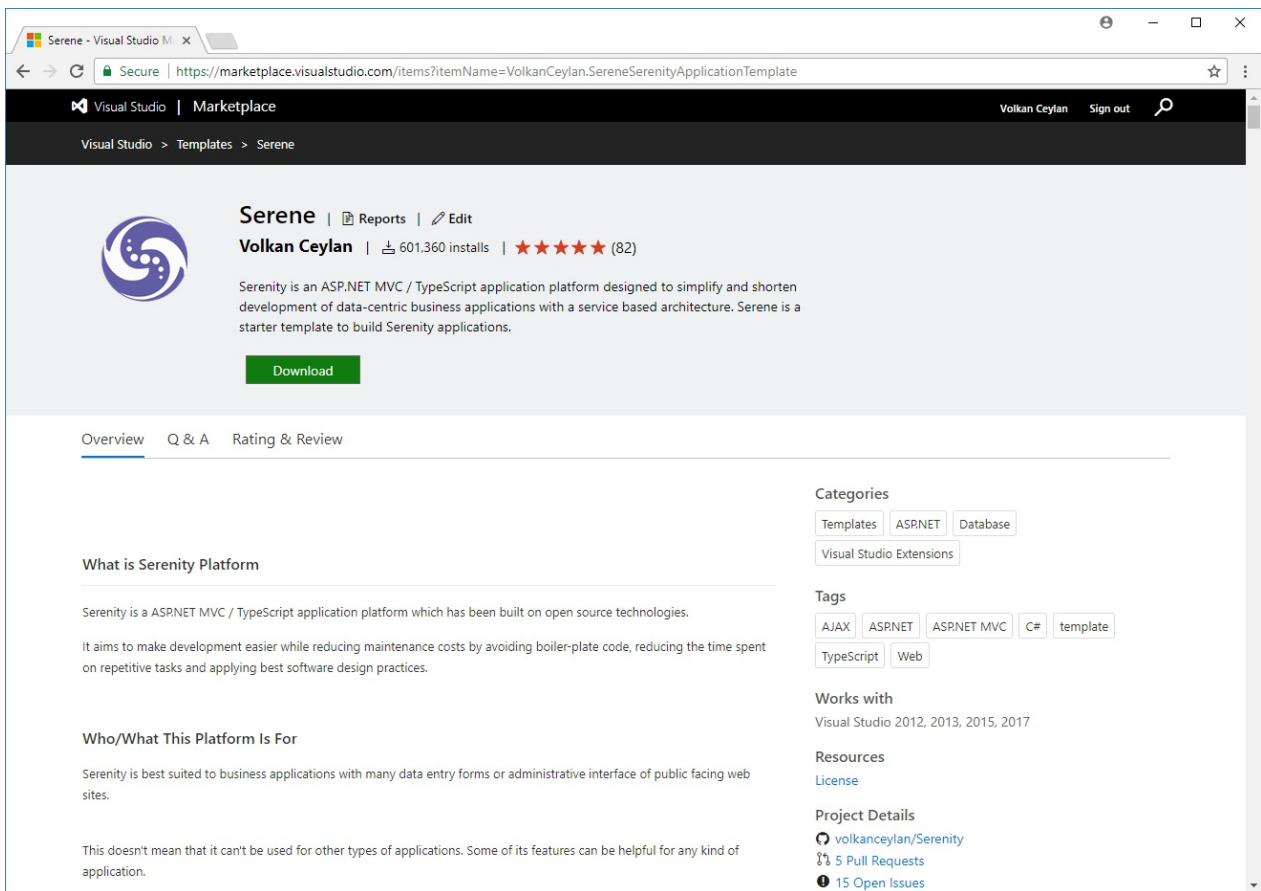 Serene - Visual Studio M
Secure | https://marketplace.visualstudio.com/items?itemName=VolkanCeylan.SereneSerenityApplicationTemplate
Visual Studio | Marketplace
Volkan Ceylan Sign out
Visual Studio > Templates > Serene
Serene | Reports | Edit
Volkan Ceylan | 601,360 installs | (82)
Serenity is an ASP.NET MVC / TypeScript application platform designed to simplify and shorten
development of data-centric business applications with a service based architecture. Serene is a
starter template to build Serenity applications.
Download
Overview Q & A Rating & Review
What is Serenity Platform
Serenity is a ASP.NET MVC / TypeScript application platform which has been built on open source technologies.
It aims to make development easier while reducing maintenance costs by avoiding boiler-plate code, reducing the time spent
on repetitive tasks and applying best software design practices.
Who/What This Platform Is For
Serenity is best suited to business applications with many data entry forms or administrative interface of public facing web
sites.
This doesn't mean that it can't be used for other types of applications. Some of its features can be helpful for any kind of
application.
Categories
Templates ASP.NET Database
Visual Studio Extensions
Tags
AJAX ASP.NET ASP.NET MVC C# template
TypeScript Web
Works with
Visual Studio 2012, 2013, 2015, 2017
Resources
License
Project Details
volkanceylan/Serenity
5 Pull Requests
15 Open Issues